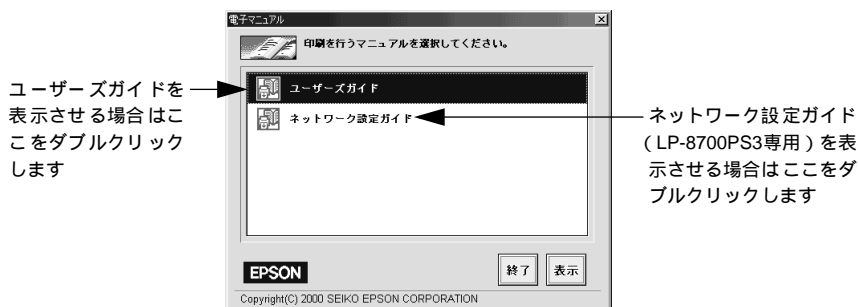 電子マニュアル
印刷を行うマニュアルを選択してください。
ユーザーズガイド
ネットワーク設定ガイド
ユーザーズガイドを
表示させる場合はこ
こをダブルクリック
します
ネットワーク設定ガイド
(LP-8700PS3専用)を表
示させる場合はここをダ
ブルクリックします
EPSON
終了
表示
Copyright(C) 2000 SEIKO EPSON CORPORATION